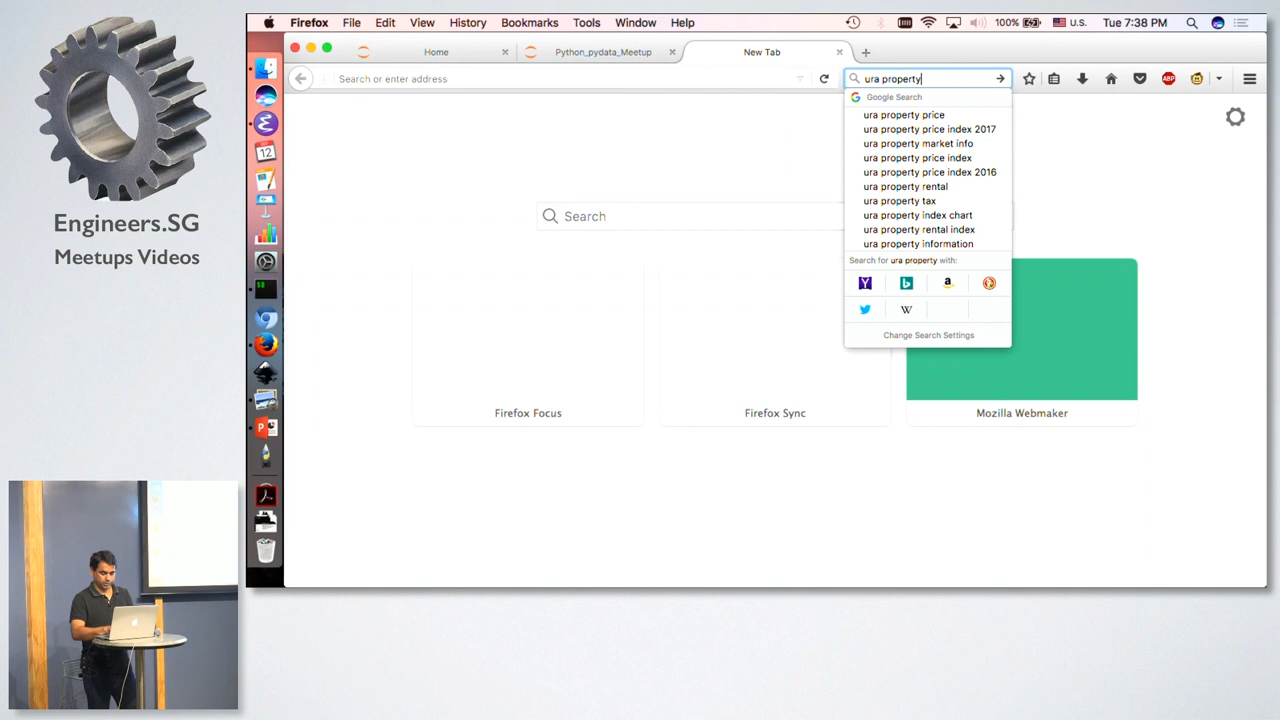 Engineers.SG
Meetups Videos
Firefox File Edit View History Bookmarks Tools Window Help 100% U.S. Tue 7:38 PM
Home Python_pydata_Meetup New Tab
Search or enter address
ura property
ABP
Google Search
ura property price
ura property price index 2017
ura property market info
ura property price index
ura property price index 2016
ura property rental
ura property tax
ura property index chart
ura property rental index
ura property information
Search for ura property with:
Change Search Settings
Search
12
Firefox Focus Firefox Sync Mozilla Webmaker